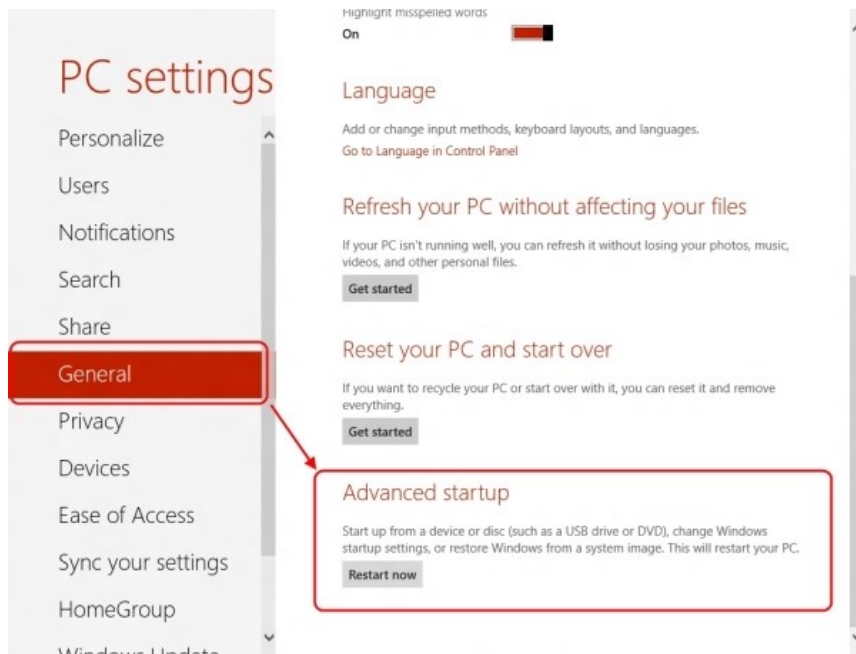 Highlight misspelled words
On
PC settings
Personalize
Users
Notifications
Search
Share
General
Privacy
Devices
Ease of Access
Sync your settings
HomeGroup
Windows Update
Language
Add or change input methods, keyboard layouts, and languages.
Go to Language in Control Panel
Refresh your PC without affecting your files
If your PC isn't running well, you can refresh it without losing your photos, music,
videos, and other personal files.
Get started
Reset your PC and start over
If you want to recycle your PC or start over with it, you can reset it and remove
everything.
Get started
Advanced startup
Start up from a device or disc (such as a USB drive or DVD), change Windows
startup settings, or restore Windows from a system image. This will restart your PC.
Restart now